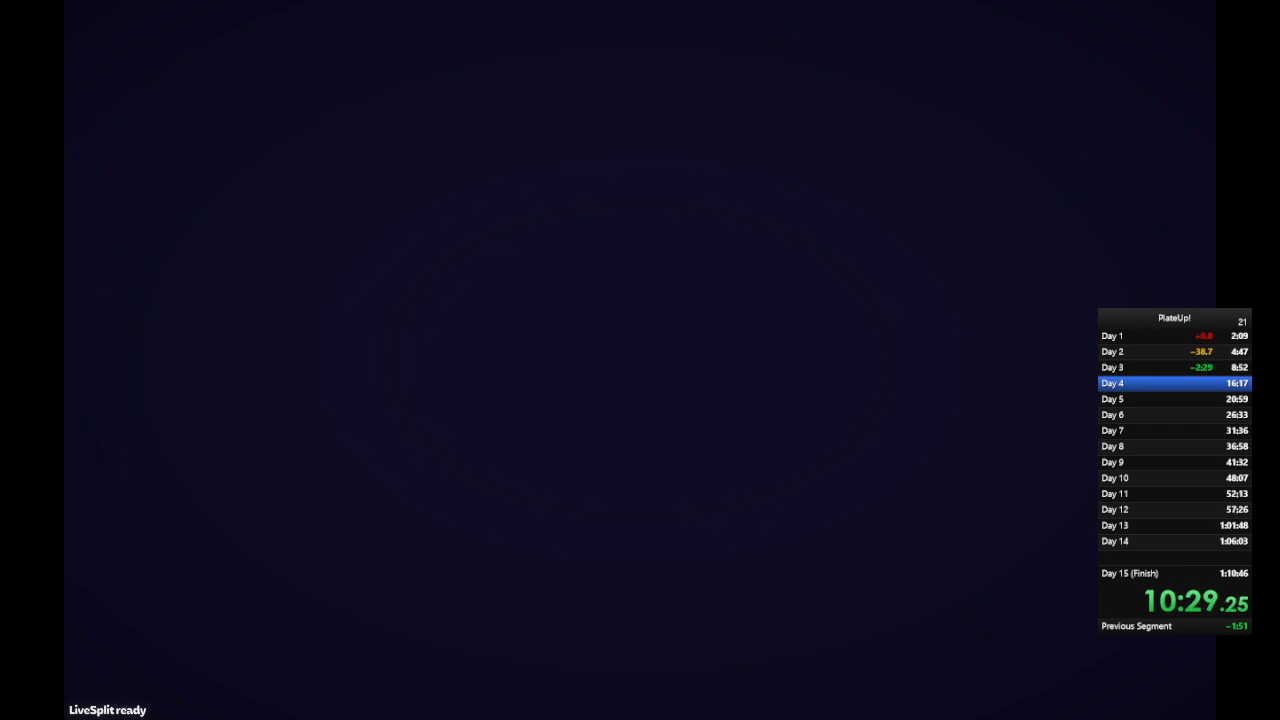 PlateUp!
21
Day 1 +0.8 2:09
Day 2 −38.7 4:47
Day 3 −2:29 8:52
Day 4 16:17
Day 5 20:59
Day 6 26:33
Day 7 31:36
Day 8 36:58
Day 9 41:32
Day 10 48:07
Day 11 52:13
Day 12 57:26
Day 13 1:01:48
Day 14 1:06:03
Day 15 (Finish) 1:10:46
10:29.25
Previous Segment −1:51
LiveSplit ready